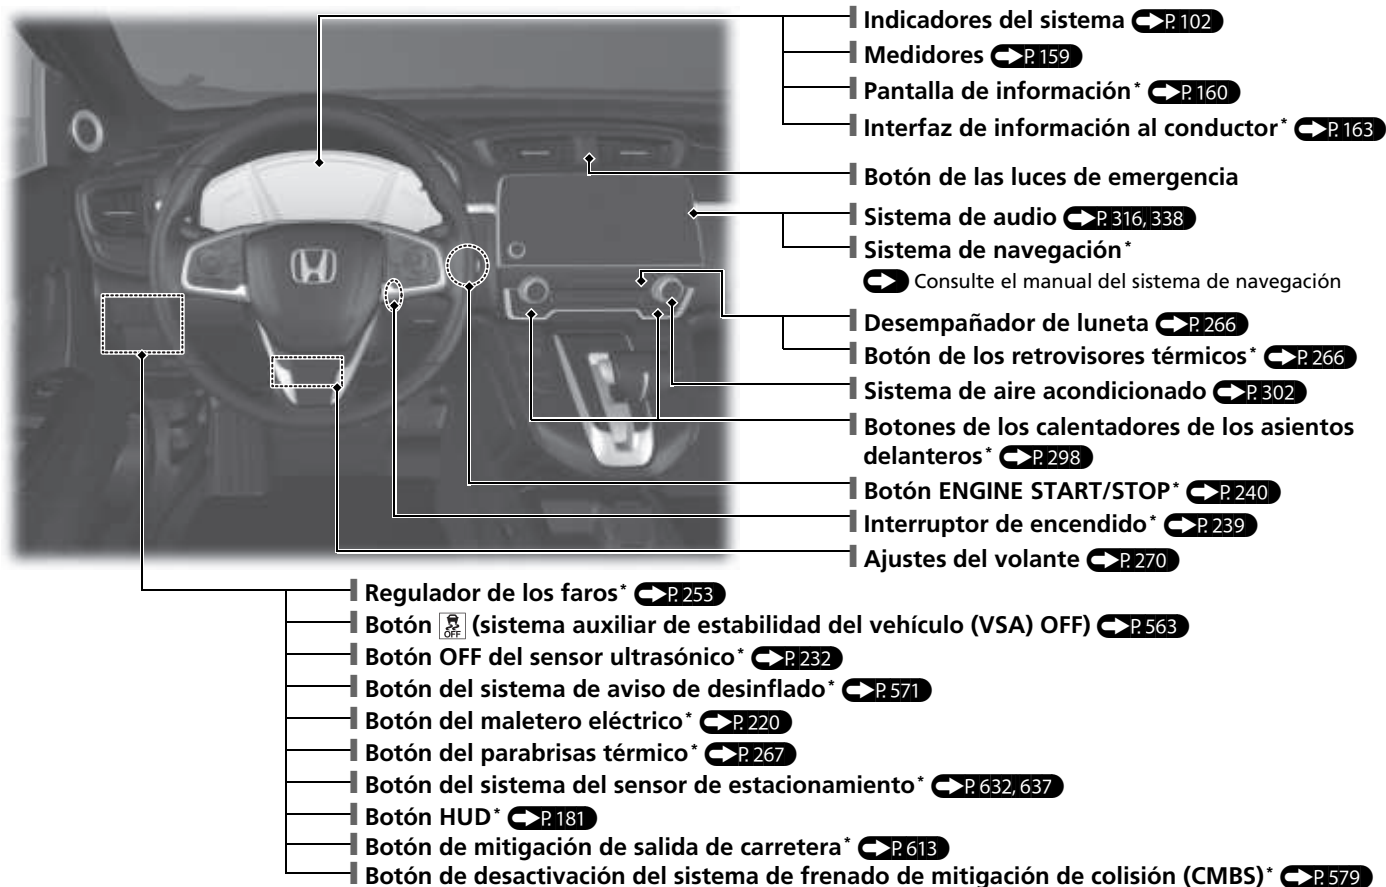 Indicadores del sistema P. 102
Medidores P. 159
Pantalla de información* P. 160
Interfaz de información al conductor* P. 163
Botón de las luces de emergencia
Sistema de audio P. 316, 338
Sistema de navegación*
Consulte el manual del sistema de navegación
Desempañador de luneta P. 266
Botón de los retrovisores térmicos* P. 266
Sistema de aire acondicionado P. 302
Botones de los calentadores de los asientos
delanteros* P. 298
Botón ENGINE START/STOP* P. 240
Interruptor de encendido* P. 239
Ajustes del volante P. 270
Regulador de los faros* P. 253
Botón OFF (sistema auxiliar de estabilidad del vehículo (VSA) OFF) P. 563
Botón OFF del sensor ultrasónico* P. 232
Botón del sistema de aviso de desinflado* P. 571
Botón del maletero eléctrico* P. 220
Botón del parabrisas térmico* P. 267
Botón del sistema del sensor de estacionamiento* P. 632, 637
Botón HUD* P. 181
Botón de mitigación de salida de carretera* P. 613
Botón de desactivación del sistema de frenado de mitigación de colisión (CMBS)* P. 579